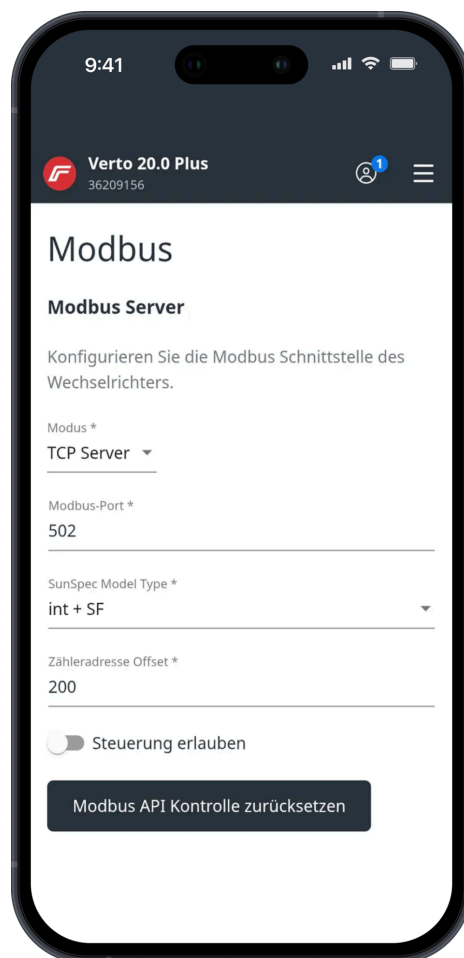 9:41
Verto 20.0 Plus
1
36209156
Modbus
Modbus Server
Konfigurieren Sie die Modbus Schnittstelle des
Wechselrichters.
Modus *
TCP Server
Modbus-Port *
502
SunSpec Model Type *
int + SF
Zähleradresse Offset *
200
Steuerung erlauben
Modbus API Kontrolle zurücksetzen